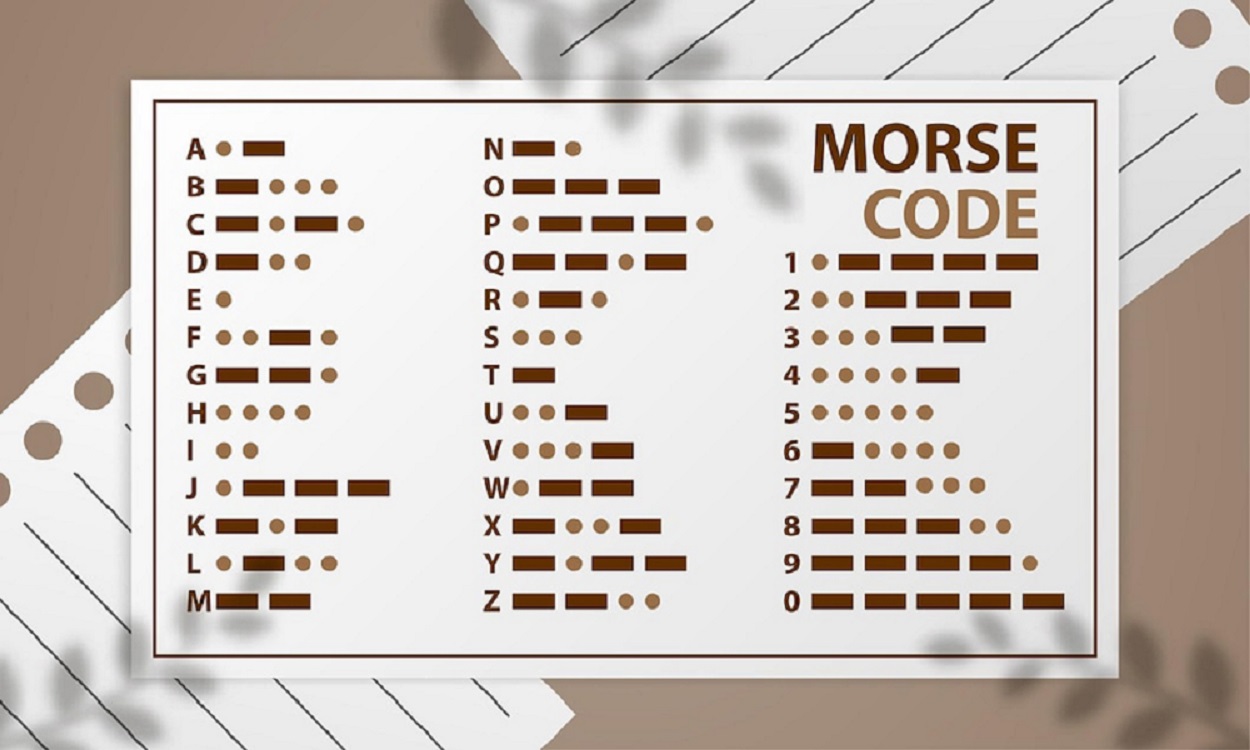 A • —
B — • • •
C — • — •
D — • •
E •
F • • — •
G — — •
H • • • •
I • •
J • — — —
K — • —
L • — • •
M — —
N — •
O — — —
P • — — — •
Q — — • —
R • — •
S • • •
T —
U • • —
V • • • —
W • — —
X — • • —
Y — • — —
Z — — • •
MORSE
CODE
1 • — — — —
2 • • — — —
3 • • • — —
4 • • • • —
5 • • • • •
6 — • • • •
7 — — • • •
8 — — — • •
9 — — — — •
0 — — — — —